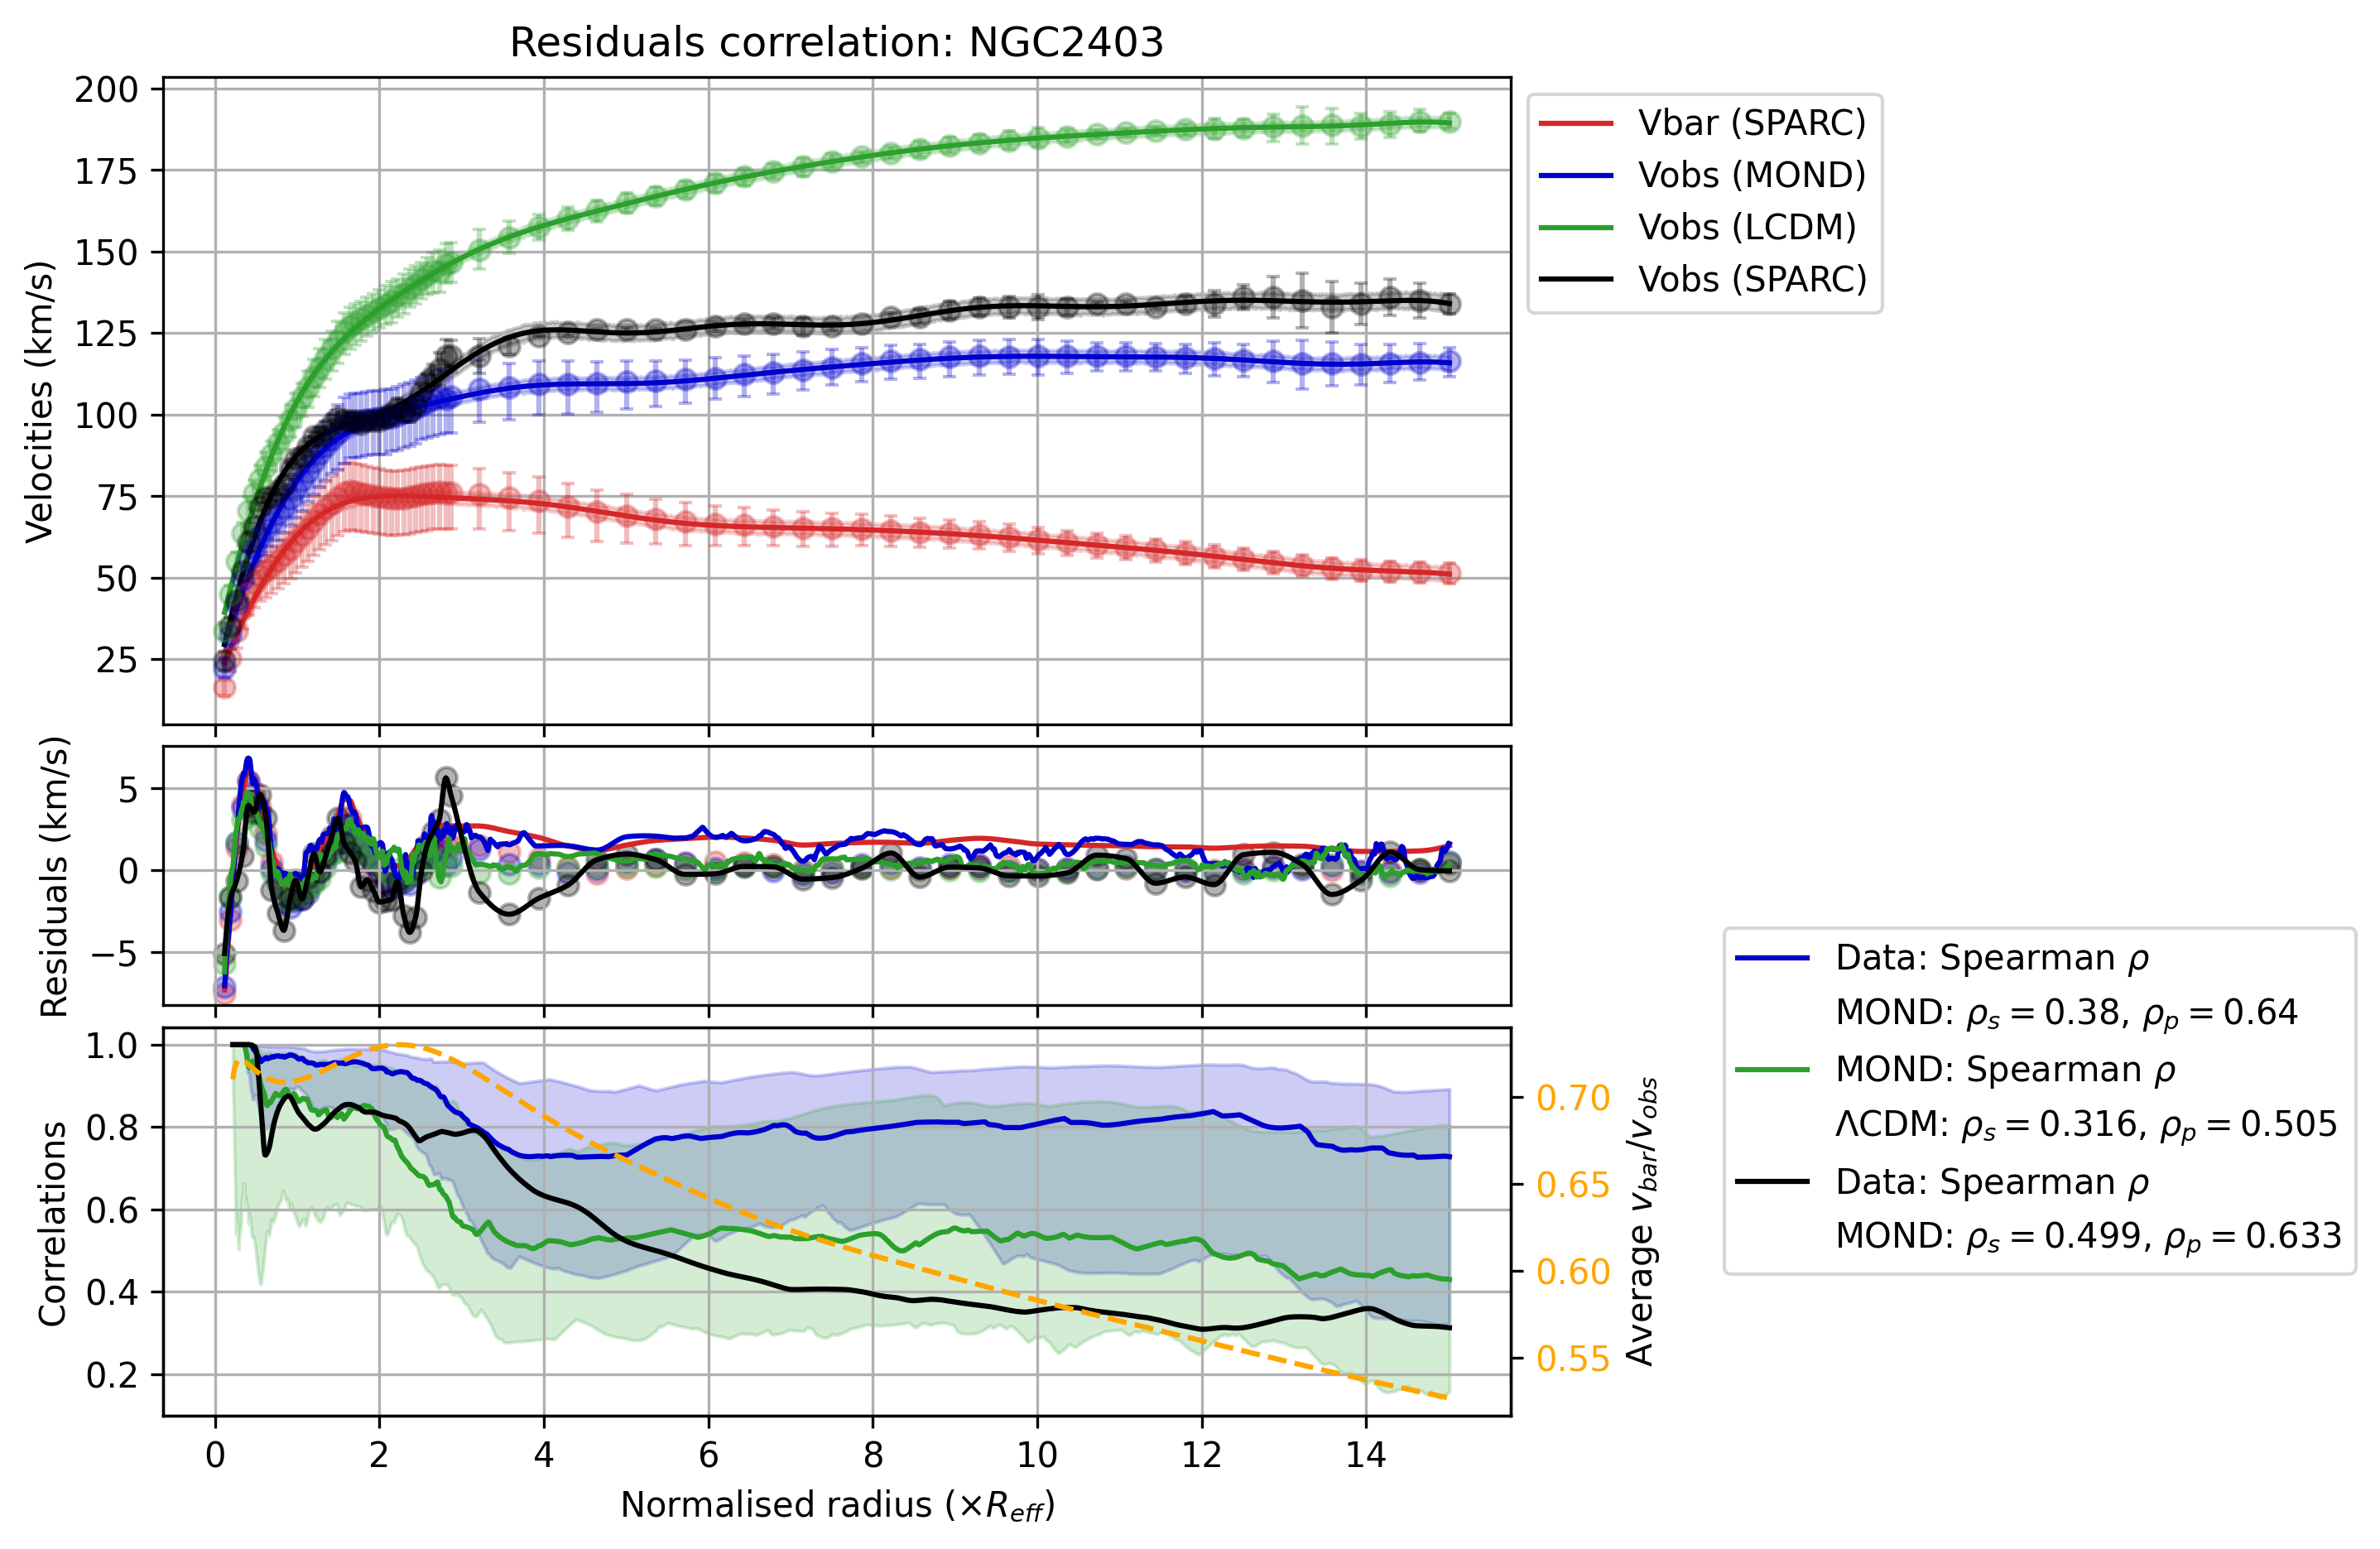 Residuals correlation: NGC2403
200
175
150
125
100
75
50
25
Velocities (km/s)
Vbar (SPARC)
Vobs (MOND)
Vobs (LCDM)
Vobs (SPARC)
5
0
−5
Residuals (km/s)
1.0
0.8
0.6
0.4
0.2
Correlations
0.70
0.65
0.60
0.55
Average v_bar/v_obs
Data: Spearman ρ
MOND: ρ_s = 0.38, ρ_p = 0.64
MOND: Spearman ρ
ΛCDM: ρ_s = 0.316, ρ_p = 0.505
Data: Spearman ρ
MOND: ρ_s = 0.499, ρ_p = 0.633
0 2 4 6 8 10 12 14
Normalised radius (×R_eff)